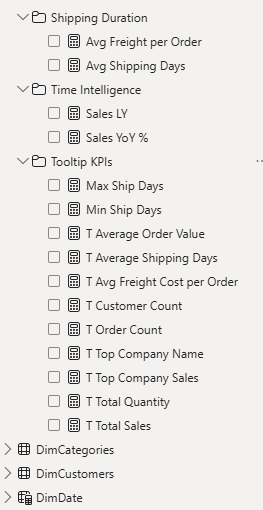 Shipping Duration
Avg Freight per Order
Avg Shipping Days
Time Intelligence
Sales LY
Sales YoY %
Tooltip KPIs
Max Ship Days
Min Ship Days
T Average Order Value
T Average Shipping Days
T Avg Freight Cost per Order
T Customer Count
T Order Count
T Top Company Name
T Top Company Sales
T Total Quantity
T Total Sales
DimCategories
DimCustomers
DimDate